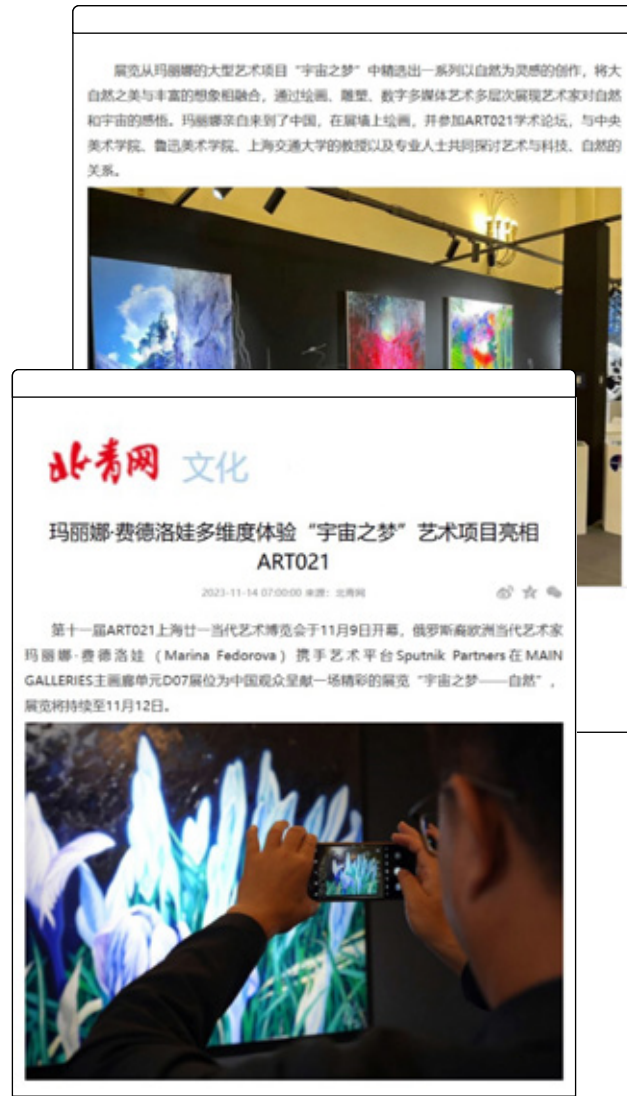 展览从玛丽娜的大型艺术项目“宇宙之梦”中精选出一系列以自然为灵感的创作，将大
自然之美与丰富的想象相融合，通过绘画、雕塑、数字多媒体艺术多层次展现艺术家对自然
和宇宙的感悟。玛丽娜亲自来到了中国，在展墙上绘画，并参加ART021学术论坛，与中央
美术学院、鲁迅美术学院、上海交通大学的教授以及专业人士共同探讨艺术与科技、自然的
关系。
北青网 文化
玛丽娜·费德洛娃多维度体验“宇宙之梦”艺术项目亮相
ART021
2023-11-14 07:00:00 来源：北青网
第十一届ART021上海廿一当代艺术博览会于11月9日开幕，俄罗斯裔欧洲当代艺术家
玛丽娜·费德洛娃（Marina Fedorova）携手艺术平台Sputnik Partners在MAIN
GALLERIES主画廊单元D07展位为中国观众呈献一场精彩的展览“宇宙之梦——自然”，
展览将持续至11月12日。